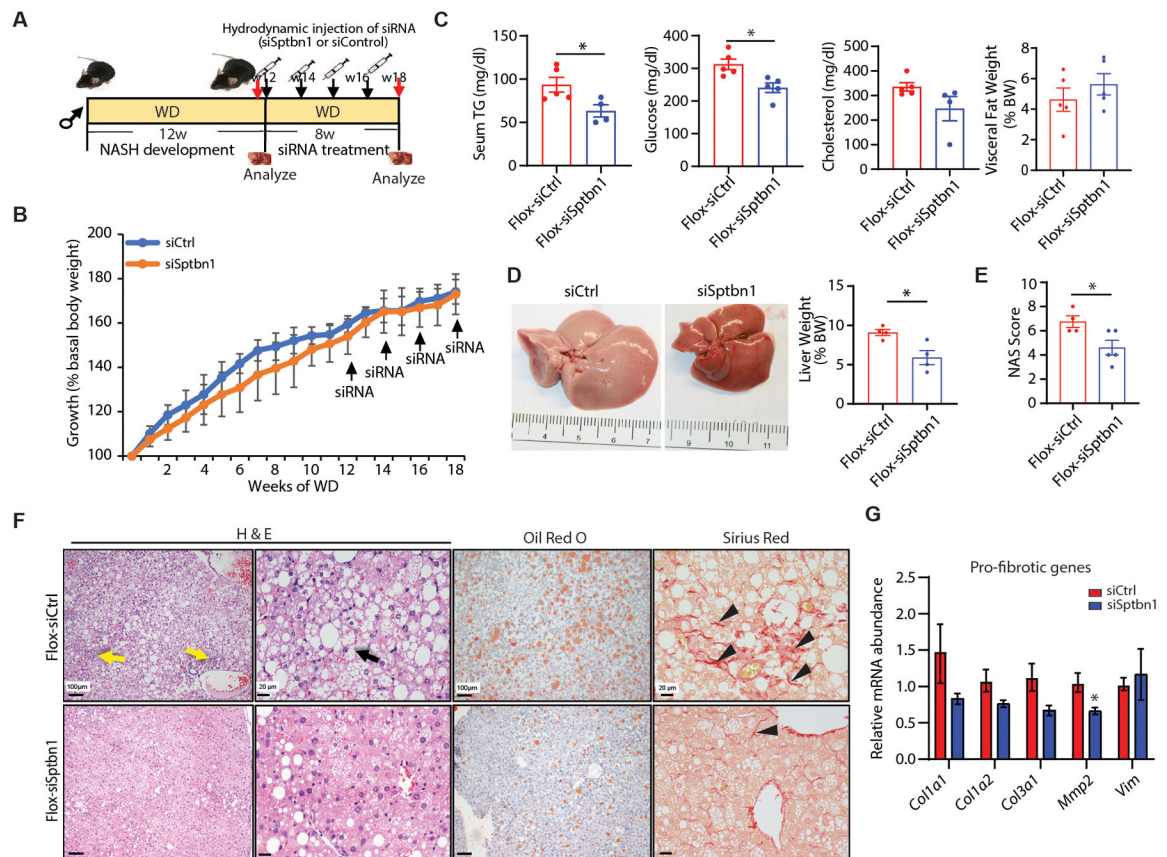 A
Hydrodynamic injection of siRNA
(siSptbn1 or siControl)
w12
w14
w16
w18
WD
WD
12w
8w
NASH development
siRNA treatment
Analyze
Analyze
B
Growth (% basal body weight)
200
180
160
140
120
100
siCtrl
siSptbn1
siRNA
siRNA
siRNA
siRNA
2 4 6 8 10 12 14 16 18
Weeks of WD
C
Seum TG (mg/dl)
150
100
50
0
*
Flox-siCtrl
Flox-siSptbn1
Glucose (mg/dl)
400
300
200
100
0
*
Flox-siCtrl
Flox-siSptbn1
Cholesterol (mg/dl)
500
400
300
200
100
0
Flox-siCtrl
Flox-siSptbn1
Visceral Fat Weight
(% BW)
10
8
6
4
2
0
Flox-siCtrl
Flox-siSptbn1
D
siCtrl
siSptbn1
4 5 6 7
9 10 11
Liver Weight
(% BW)
15
10
5
0
*
Flox-siCtrl
Flox-siSptbn1
E
NAS Score
10
8
6
4
2
0
*
Flox-siCtrl
Flox-siSptbn1
F
H & E
Oil Red O
Sirius Red
Flox-siCtrl
100µm
20 µm
100µm
20 µm
Flox-siSptbn1
G
Pro-fibrotic genes
siCtrl
siSptbn1
Relative mRNA abundance
2.5
2.0
1.5
1.0
0.5
0.0
*
Col1a1
Col1a2
Col3a1
Mmp2
Vim